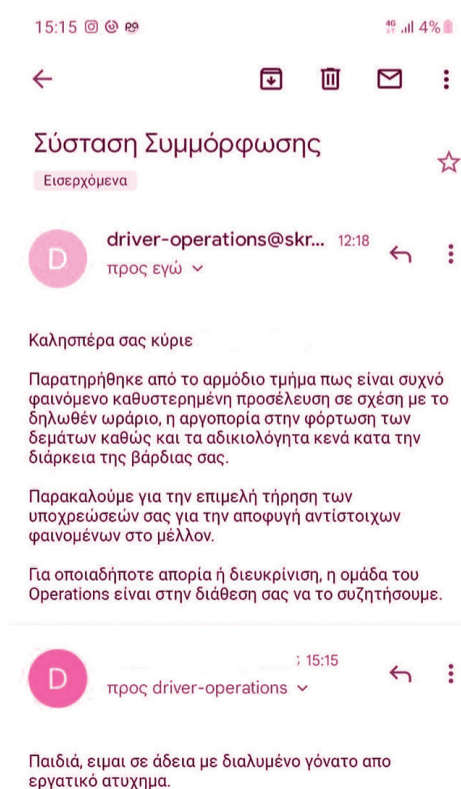 15:15 4G 4%
Σύσταση Συμμόρφωσης
Εισερχόμενα
D
driver-operations@skr... 12:18
προς εγώ
Καλησπέρα σας κύριε
Παρατηρήθηκε από το αρμόδιο τμήμα πως είναι συχνό
φαινόμενο καθυστερημένη προσέλευση σε σχέση με το
δηλωθέν ωράριο, η αργοπορία στην φόρτωση των
δεμάτων καθώς και τα αδικιολόγητα κενά κατα την
διάρκεια της βάρδιας σας.
Παρακαλούμε για την επιμελή τήρηση των
υποχρεώσεών σας για την αποφυγή αντίστοιχων
φαινομένων στο μέλλον.
Για οποιαδήποτε απορία ή διευκρίνιση, η ομάδα του
Operations είναι στην διάθεση σας να το συζητήσουμε.
D
15:15
προς driver-operations
Παιδιά, ειμαι σε άδεια με διαλυμένο γόνατο απο
εργατικό ατυχημα.